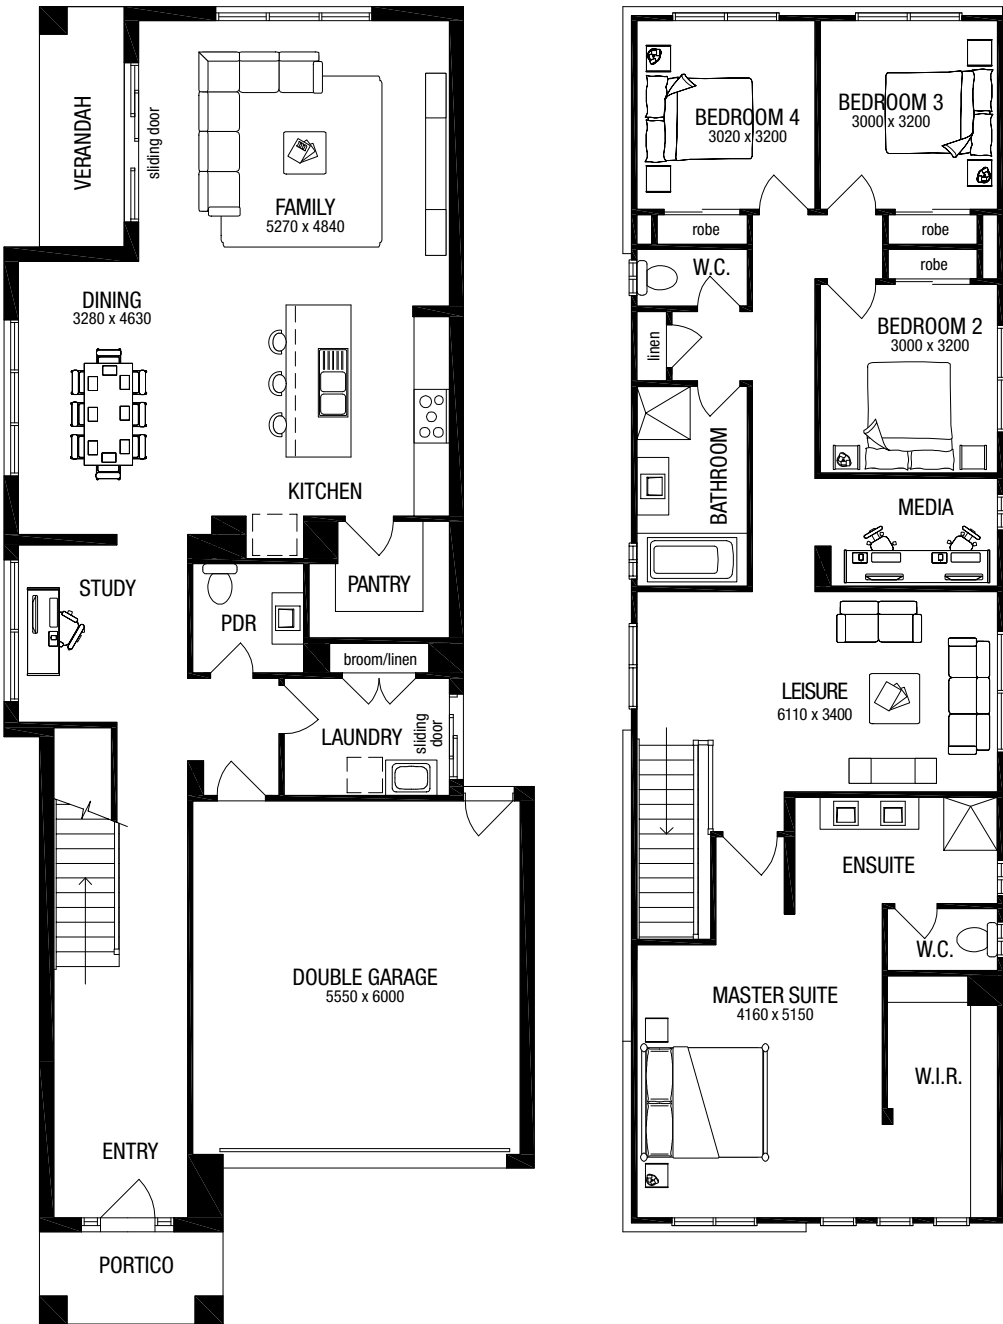 VERANDAH
sliding door
FAMILY
5270 x 4840
DINING
3280 x 4630
KITCHEN
STUDY
PANTRY
PDR
broom/linen
LAUNDRY
sliding
door
DOUBLE GARAGE
5550 x 6000
ENTRY
PORTICO
BEDROOM 4
3020 x 3200
BEDROOM 3
3000 x 3200
robe
robe
W.C.
robe
linen
BEDROOM 2
3000 x 3200
BATHROOM
MEDIA
LEISURE
6110 x 3400
ENSUITE
W.C.
MASTER SUITE
4160 x 5150
W.I.R.